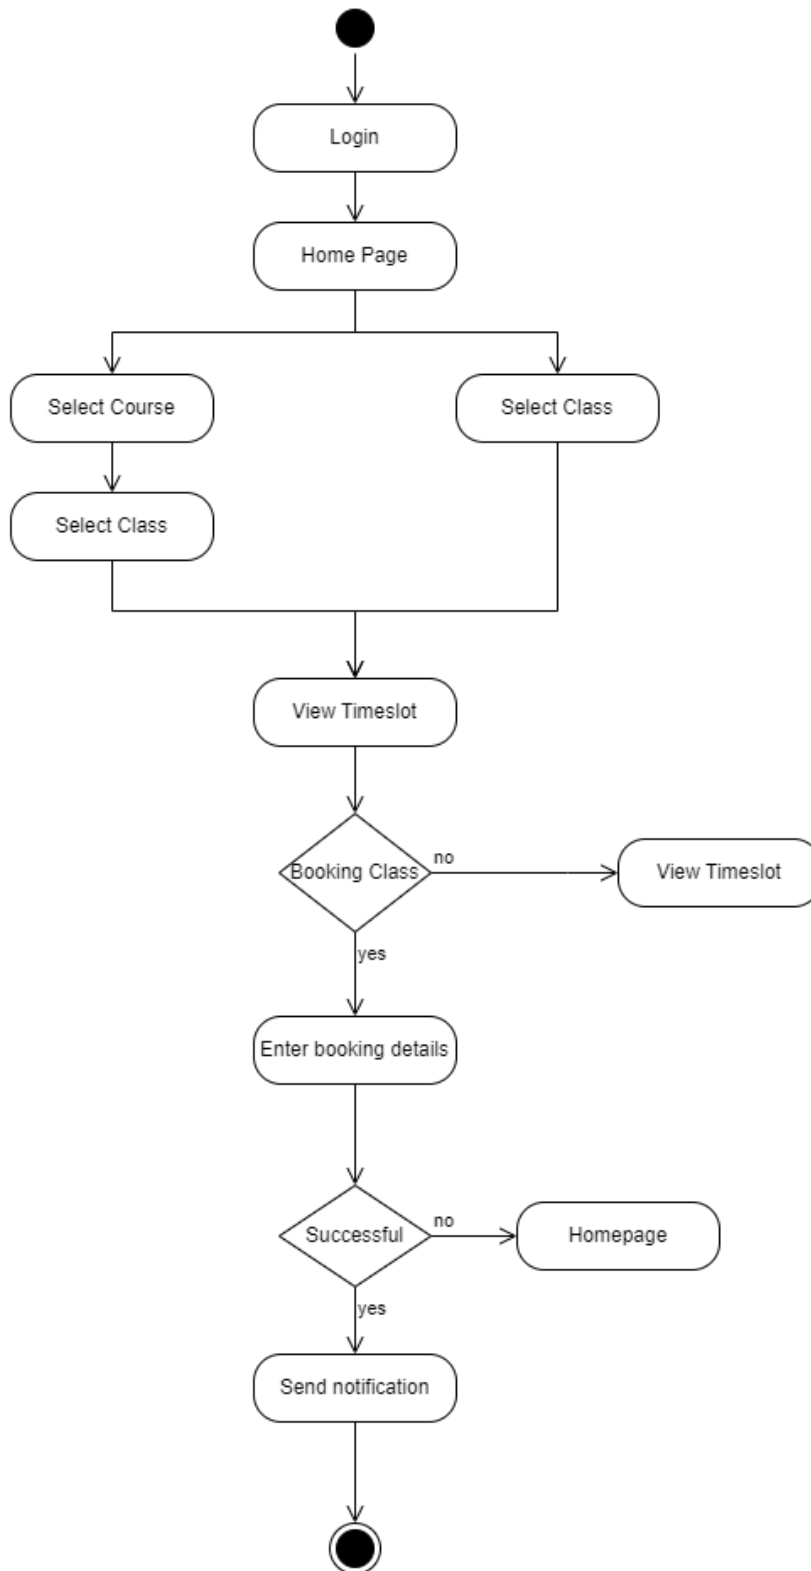 Login
Home Page
Select Course
Select Class
Select Class
View Timeslot
Booking Class
no
View Timeslot
yes
Enter booking details
Successful
no
Homepage
yes
Send notification